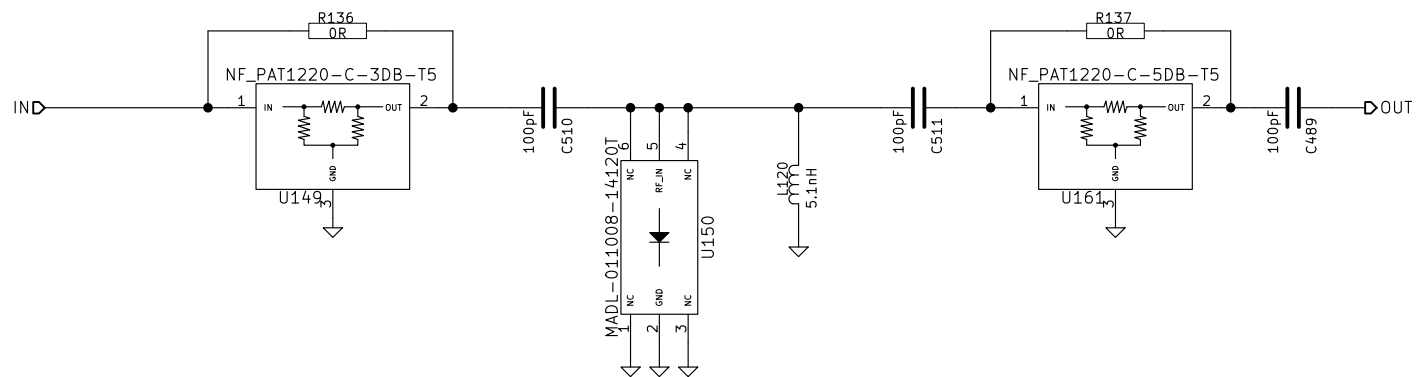 R136
0R
NF_PAT1220-C-3DB-T5
IN
1
IN
OUT
2
GND
U149
3
100pF
C510
6
5
4
NC
RF_IN
NC
MADL-011008-14120T
U150
NC
GND
NC
1
2
3
L120
5.1nH
100pF
C511
R137
0R
NF_PAT1220-C-5DB-T5
1
IN
OUT
2
GND
U161
3
100pF
C489
OUT